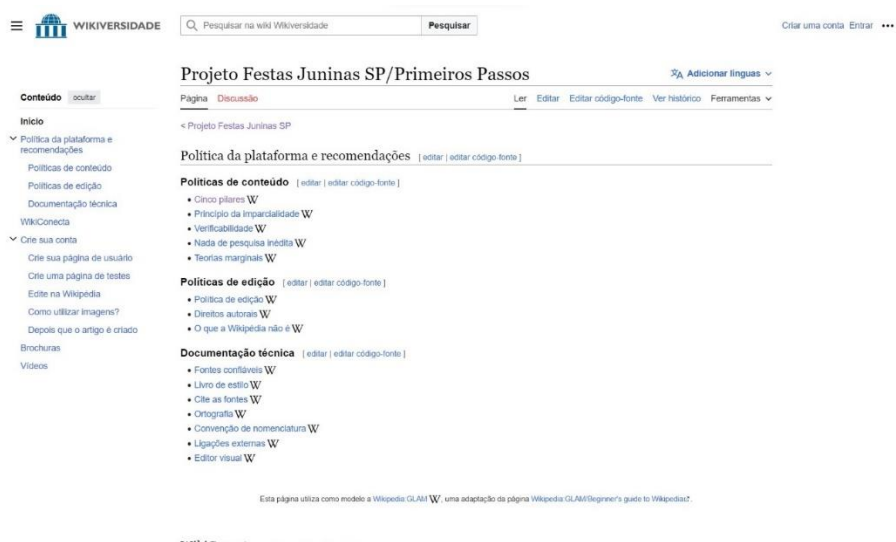 WIKIVERSIDADE
Pesquisar na wiki Wikiversidade
Pesquisar
Criar uma conta Entrar
Projeto Festas Juninas SP/Primeiros Passos
Adicionar línguas
Página Discussão
Ler Editar Editar código-fonte Ver histórico Ferramentas
< Projeto Festas Juninas SP
Conteúdo ocultar
Início
Política da plataforma e
recomendações
Políticas de conteúdo
Políticas de edição
Documentação técnica
WikiConecta
Crie sua conta
Crie sua página de usuário
Crie uma página de testes
Edite na Wikipédia
Como utilizar imagens?
Depois que o artigo é criado
Brochuras
Vídeos
Política da plataforma e recomendações [ editar | editar código-fonte ]
Políticas de conteúdo [ editar | editar código-fonte ]
• Cinco pilares W
• Princípio da imparcialidade W
• Verificabilidade W
• Nada de pesquisa inédita W
• Teorias marginais W
Políticas de edição [ editar | editar código-fonte ]
• Política de edição W
• Direitos autorais W
• O que a Wikipédia não é W
Documentação técnica [ editar | editar código-fonte ]
• Fontes confiáveis W
• Livro de estilo W
• Cite as fontes W
• Ortografia W
• Convenção de nomenclatura W
• Ligações externas W
• Editor visual W
Esta página utiliza como modelo a Wikipedia:GLAM W, uma adaptação da página Wikipedia:GLAM/Beginner's guide to Wikipedia.